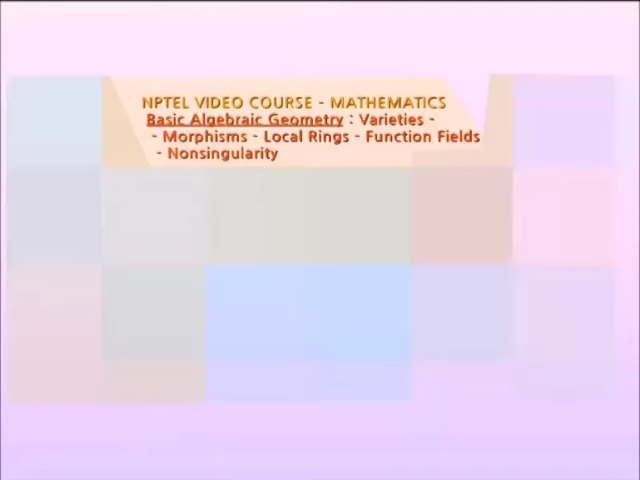 NPTEL VIDEO COURSE - MATHEMATICS
Basic Algebraic Geometry : Varieties -
- Morphisms - Local Rings - Function Fields
- Nonsingularity